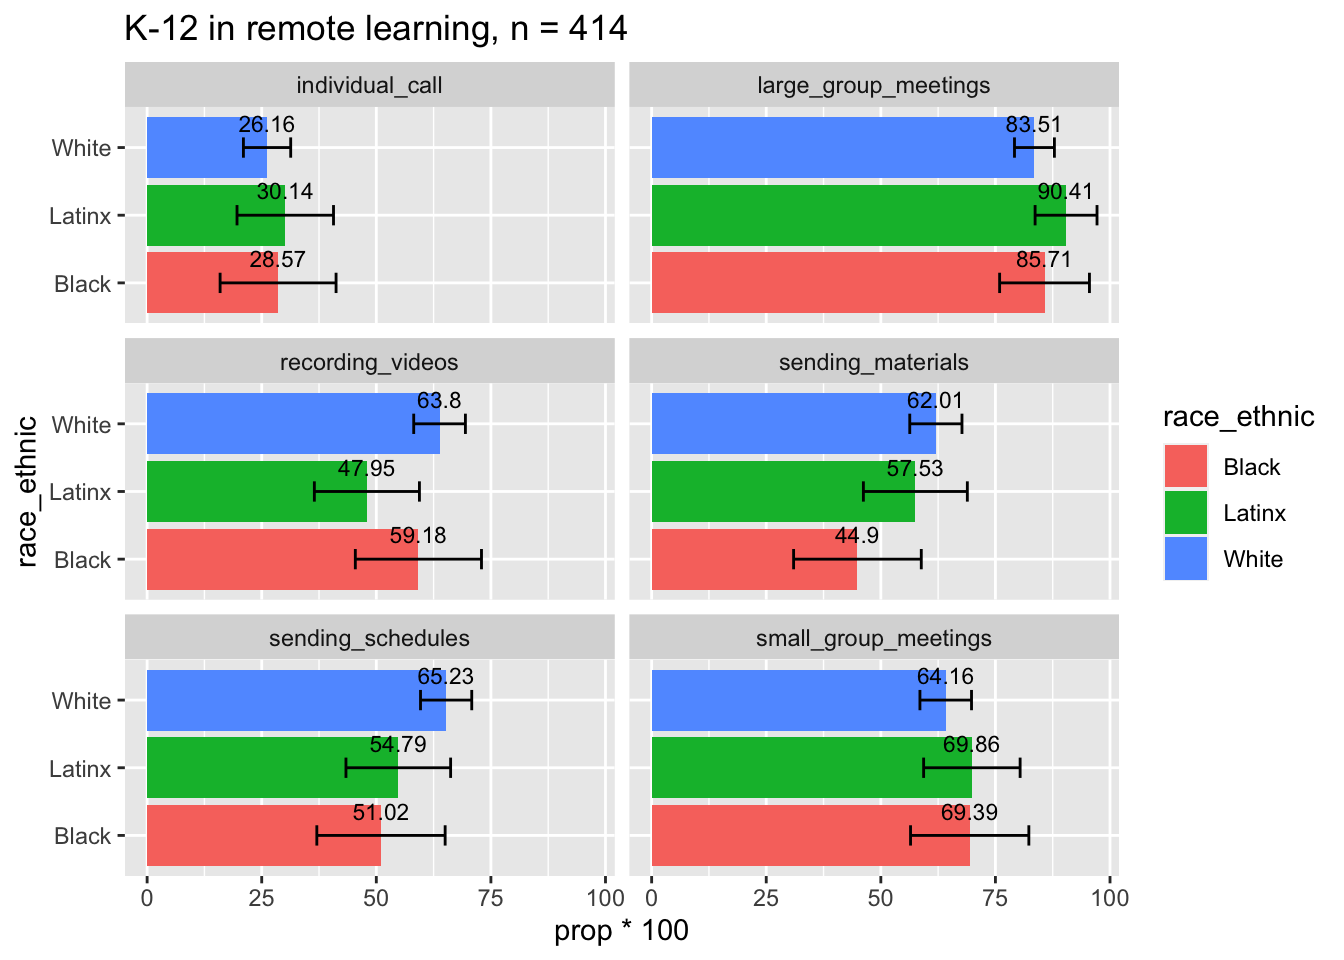 K-12 in remote learning, n = 414
individual_call
large_group_meetings
White
26.16
83.51
Latinx
30.14
90.41
Black
28.57
85.71
recording_videos
sending_materials
White
63.8
62.01
Latinx
47.95
57.53
Black
59.18
44.9
sending_schedules
small_group_meetings
White
65.23
64.16
Latinx
54.79
69.86
Black
51.02
69.39
0 25 50 75 100
0 25 50 75 100
prop * 100
race_ethnic
race_ethnic
Black
Latinx
White